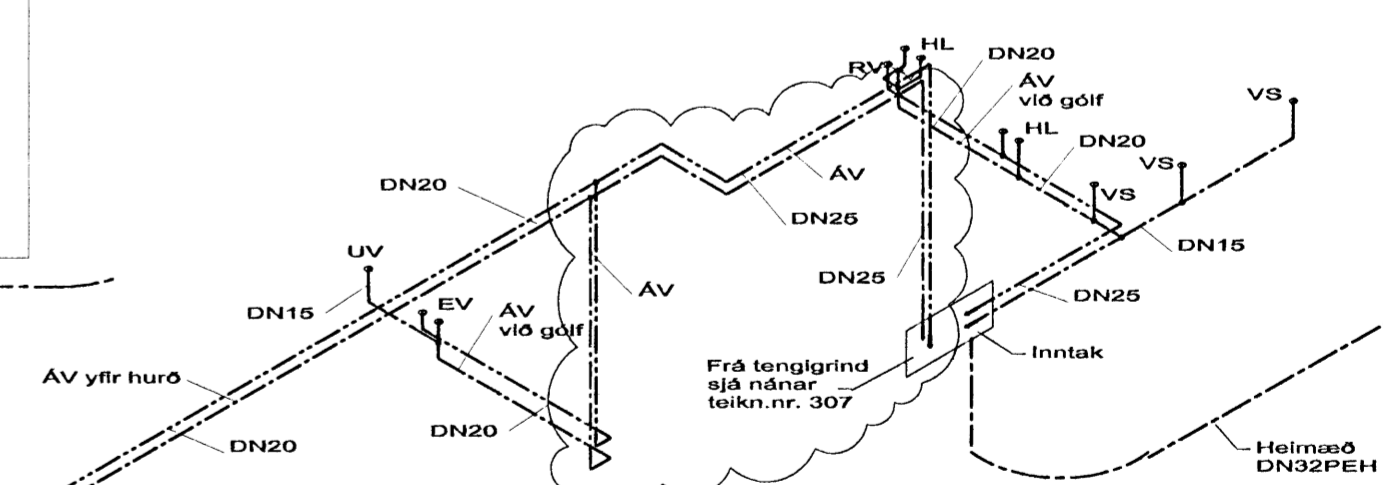 HL
DN20
RV
ÁV
við gólf
VS
HL
DN20
VS
ÁV
DN20
VS
DN25
DN15
UV
DN25
ÁV
DN25
EV
ÁV
við gólf
DN15
Inntak
Frá tengigrind
sjá nánar
teikn.nr. 307
ÁV yfir hurð
DN20
DN20
Heimæð
DN32PEH